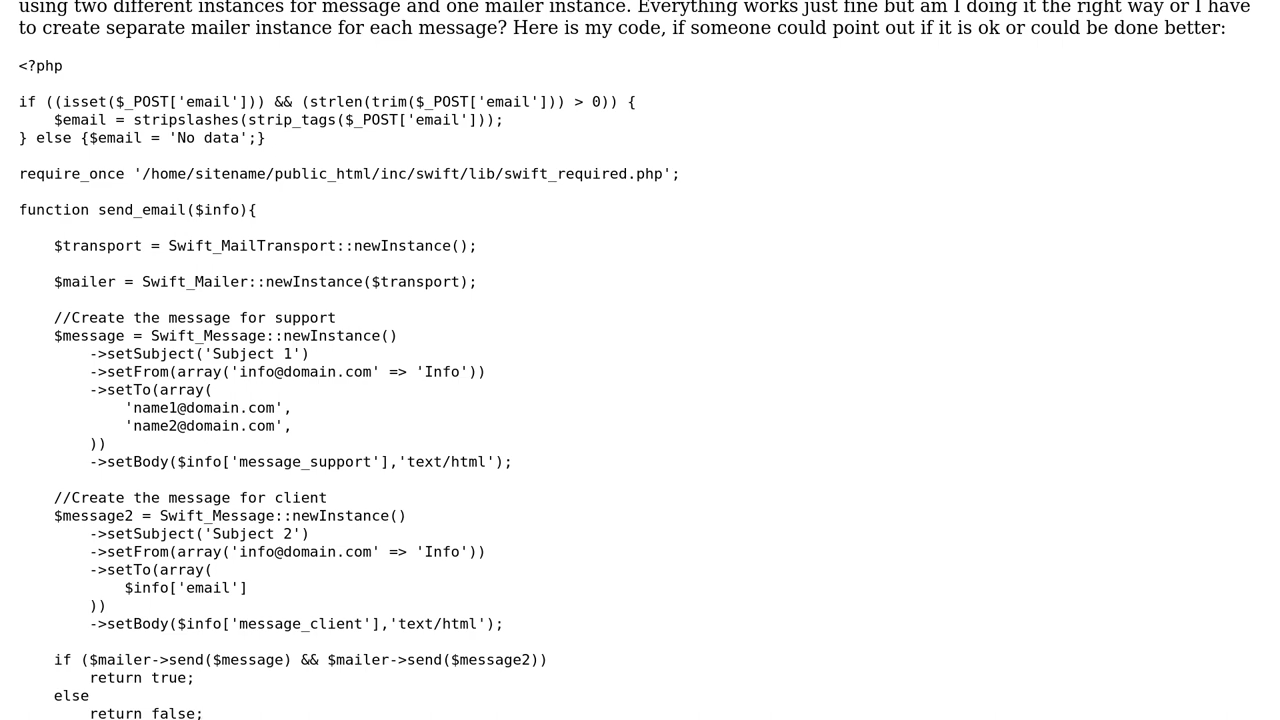 using two different instances for message and one mailer instance. Everything works just fine but am I doing it the right way or I have
to create separate mailer instance for each message? Here is my code, if someone could point out if it is ok or could be done better:
<?php
if ((isset($_POST['email'])) && (strlen(trim($_POST['email'])) > 0)) {
    $email = stripslashes(strip_tags($_POST['email']));
} else {$email = 'No data';}
require_once '/home/sitename/public_html/inc/swift/lib/swift_required.php';
function send_email($info){
    $transport = Swift_MailTransport::newInstance();
    $mailer = Swift_Mailer::newInstance($transport);
    //Create the message for support
    $message = Swift_Message::newInstance()
        ->setSubject('Subject 1')
        ->setFrom(array('info@domain.com' => 'Info'))
        ->setTo(array(
            'name1@domain.com',
            'name2@domain.com',
        ))
        ->setBody($info['message_support'],'text/html');
    //Create the message for client
    $message2 = Swift_Message::newInstance()
        ->setSubject('Subject 2')
        ->setFrom(array('info@domain.com' => 'Info'))
        ->setTo(array(
            $info['email']
        ))
        ->setBody($info['message_client'],'text/html');
    if ($mailer->send($message) && $mailer->send($message2))
        return true;
    else
        return false;